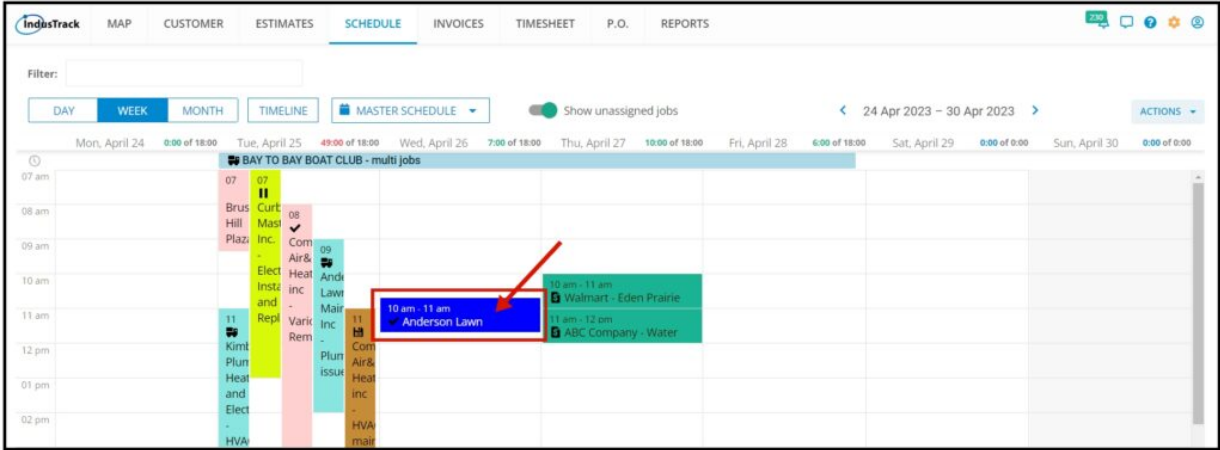 IndusTrack MAP CUSTOMER ESTIMATES SCHEDULE INVOICES TIMESHEET P.O. REPORTS 230
Filter:
DAY WEEK MONTH TIMELINE MASTER SCHEDULE Show unassigned jobs 24 Apr 2023 – 30 Apr 2023 ACTIONS
Mon, April 24 0:00 of 18:00 Tue, April 25 49:00 of 18:00 Wed, April 26 7:00 of 18:00 Thu, April 27 10:00 of 18:00 Fri, April 28 6:00 of 18:00 Sat, April 29 0:00 of 0:00 Sun, April 30 0:00 of 0:00
BAY TO BAY BOAT CLUB - multi jobs
07 am
08 am
09 am
10 am
11 am
12 pm
01 pm
02 pm
07
Brus
Hill
Plaza
11
Kimb
Plum
Heat
and
Elect
-
HVA
07
Curb
Mast
Inc.
-
Elect
Insta
and
Repl
08
Com
Air&
Heat
inc
-
Vario
Rem
09
Ande
Lawn
Main
Inc
-
Plum
issue
11
Com
Air&
Heat
inc
-
HVA
main
10 am - 11 am
Anderson Lawn
10 am - 11 am
Walmart - Eden Prairie
11 am - 12 pm
ABC Company - Water